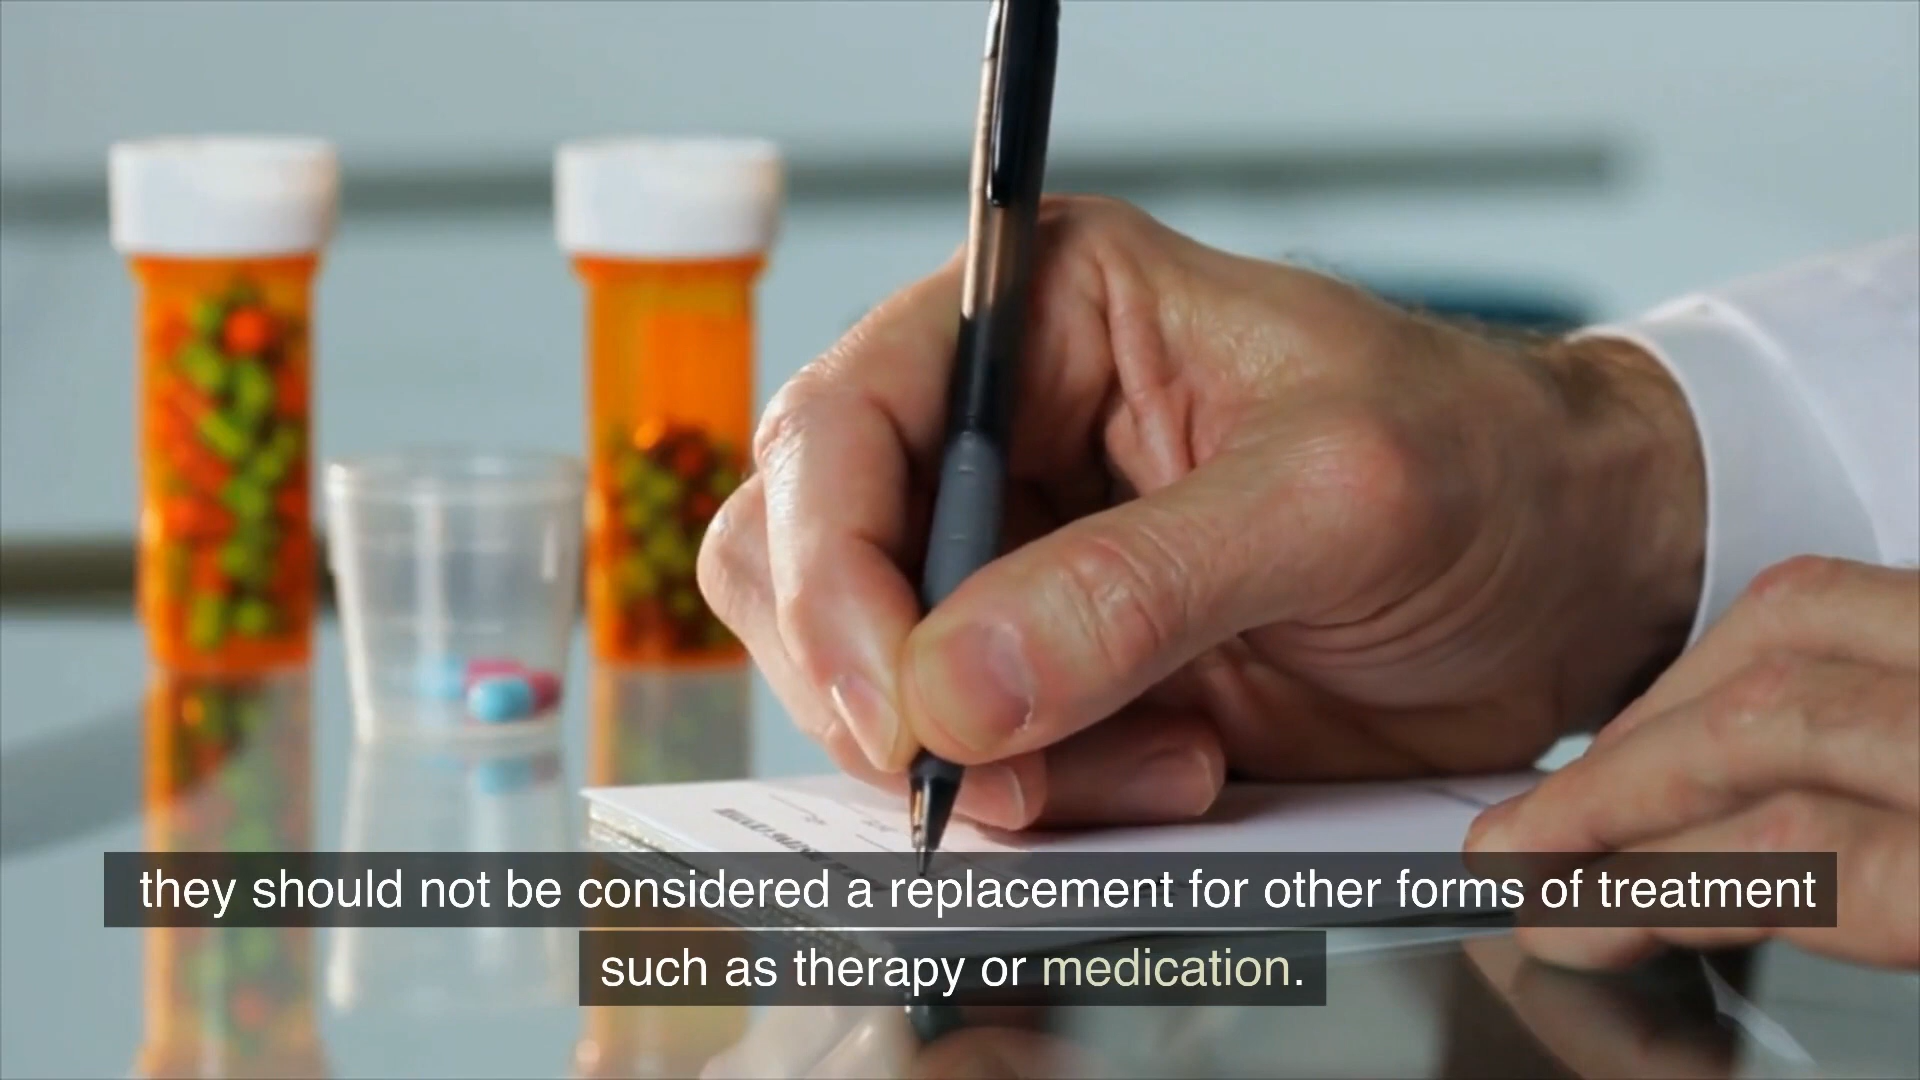 they should not be considered a replacement for other forms of treatment
such as therapy or medication.